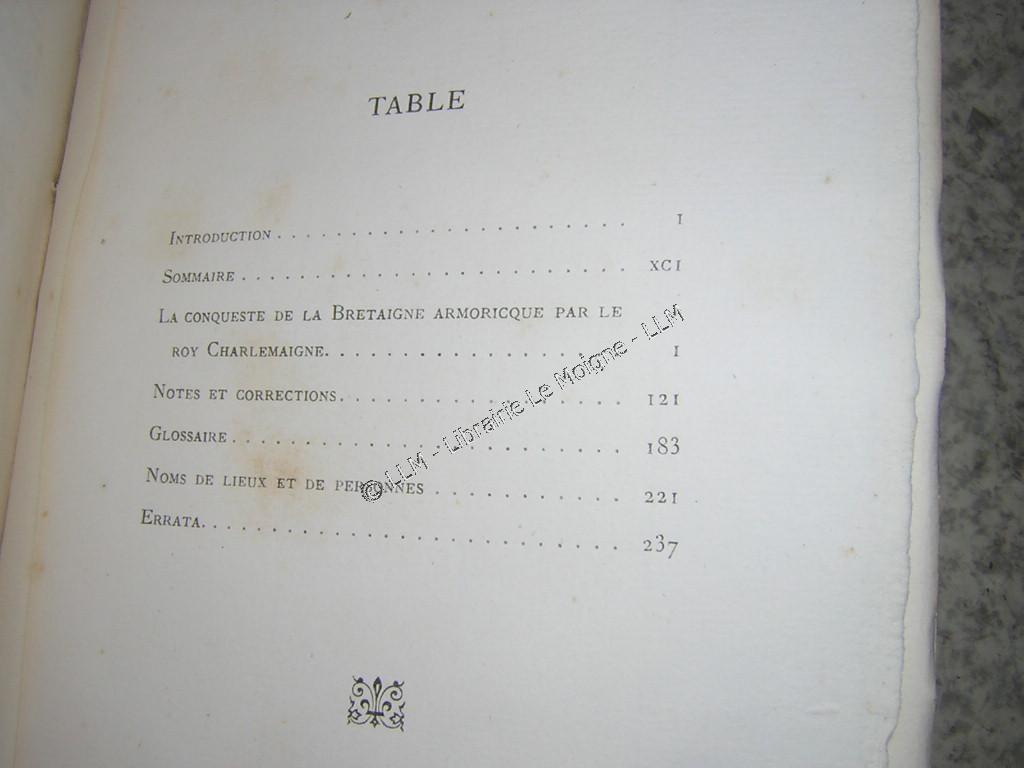 TABLE
INTRODUCTION . . . . . . . . . . . . . . . . . . . . . . . . I
SOMMAIRE . . . . . . . . . . . . . . . . . . . . . . . . . . XCI
LA CONQUESTE DE LA BRETAIGNE ARMORICQUE PAR LE
ROY CHARLEMAIGNE. . . . . . . . . . . . . . . . . . 1
NOTES ET CORRECTIONS. . . . . . . . . . . . . . . . . . 121
GLOSSAIRE . . . . . . . . . . . . . . . . . . . . . . . . 183
NOMS DE LIEUX ET DE PERSONNES . . . . . . . . . . . 221
ERRATA. . . . . . . . . . . . . . . . . . . . . . . . . . 237
© LLM - Librairie Le Moigne - LLM